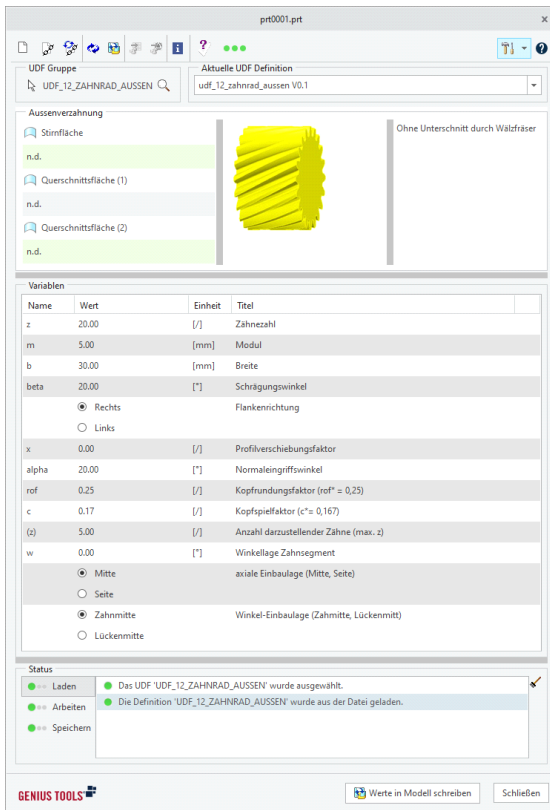 prt0001.prt
UDF Gruppe
Aktuelle UDF Definition
UDF_12_ZAHNRAD_AUSSEN
udf_12_zahnrad_aussen V0.1
Aussenverzahnung
Stirnfläche
n.d.
Querschnittsfläche (1)
n.d.
Querschnittsfläche (2)
n.d.
Ohne Unterschnitt durch Wälzfräser
Variablen
Name Wert Einheit Titel
z 20.00 [/] Zähnezahl
m 5.00 [mm] Modul
b 30.00 [mm] Breite
beta 20.00 [°] Schrägungswinkel
Rechts Flankenrichtung
Links
x 0.00 [/] Profilverschiebungsfaktor
alpha 20.00 [°] Normaleingriffswinkel
rof 0.25 [/] Kopfrundungsfaktor (rof* = 0,25)
c 0.17 [/] Kopfspielfaktor (c*= 0,167)
(z) 5.00 [/] Anzahl darzustellender Zähne (max. z)
w 0.00 [°] Winkellage Zahnsegment
Mitte axiale Einbaulage (Mitte, Seite)
Seite
Zahnmitte Winkel-Einbaulage (Zahmitte, Lückenmitt)
Lückenmitte
Status
Laden
Arbeiten
Speichern
Das UDF 'UDF_12_ZAHNRAD_AUSSEN' wurde ausgewählt.
Die Definition 'UDF_12_ZAHNRAD_AUSSEN' wurde aus der Datei geladen.
GENIUS TOOLS
Werte in Modell schreiben
Schließen